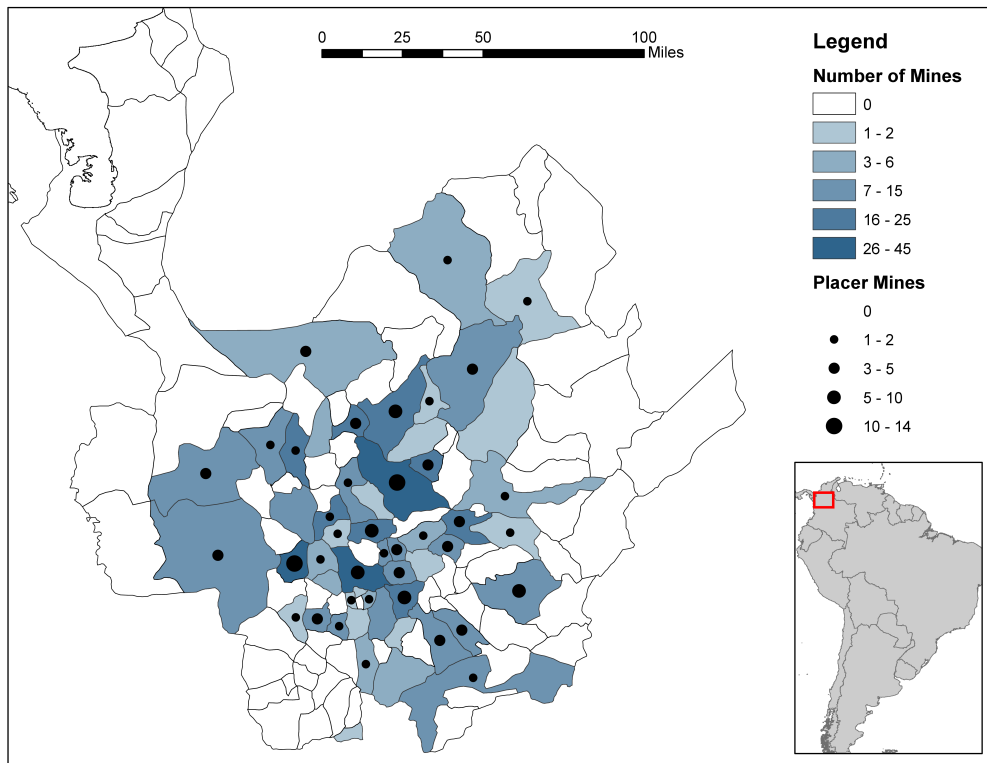 0 25 50 100
Miles
Legend
Number of Mines
0
1 - 2
3 - 6
7 - 15
16 - 25
26 - 45
Placer Mines
0
1 - 2
3 - 5
5 - 10
10 - 14